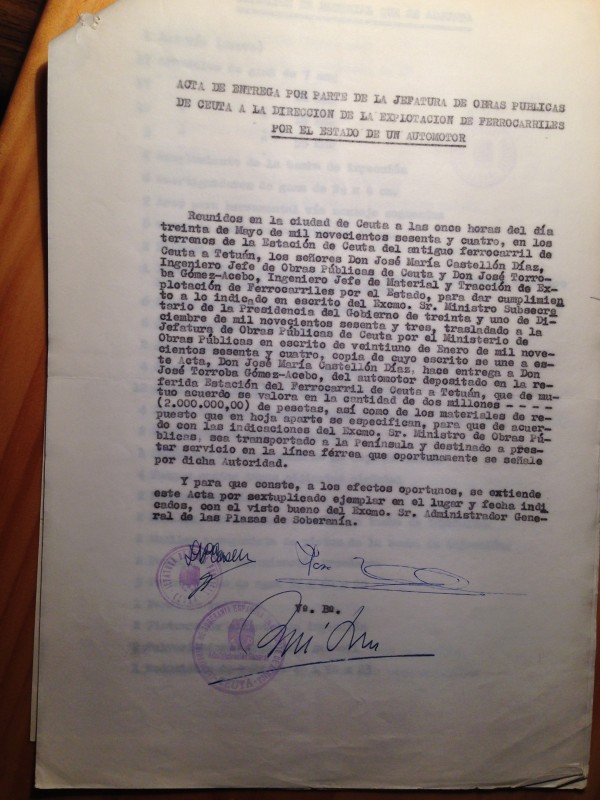 ACTA DE ENTREGA POR PARTE DE LA JEFATURA DE OBRAS PUBLICAS
DE CEUTA A LA DIRECCION DE LA EXPLOTACION DE FERROCARRILES
POR EL ESTADO DE UN AUTOMOTOR
Reunidos en la ciudad de Ceuta a las once horas del día
treinta de Mayo de mil novecientos sesenta y cuatro, en los
terrenos de la Estación de Ceuta del antiguo ferrocarril de
Ceuta a Tetuán, los señores Don José María Castellón Díaz,
Ingeniero Jefe de Obras Públicas de Ceuta y Don José Torro-
ba Gómez-Acebo, Ingeniero Jefe de Material y Tracción de Ex-
plotación de Ferrocarriles por el Estado, para dar cumplimien
to a lo indicado en escrito del Excmo. Sr. Ministro Subsecre
tario de la Presidencia del Gobierno de treinta y uno de Di-
ciembre de mil novecientos sesenta y tres, trasladado a la
Jefatura de Obras Públicas de Ceuta por el Ministerio de
Obras Públicas en escrito de veintiuno de Enero de mil nove-
cientos sesenta y cuatro, copia de cuyo escrito se une a es-
te Acta, Don José María Castellón Díaz, hace entrega a Don
José Torroba Gómez-Acebo, del automotor depositado en la re-
ferida Estación del Ferrocarril de Ceuta a Tetuán, que de mu-
tuo acuerdo se valora en la cantidad de dos millones - - - -
(2.000.000,00) de pesetas, así como de los materiales de re-
puesto que en hoja aparte se especifican, para que de acuer-
do con las indicaciones del Excmo. Sr. Ministro de Obras Pú-
blicas, sea transportado a la Península y destinado a pres-
tar servicio en la línea férrea que oportunamente se señale
por dicha Autoridad.
Y para que conste, a los efectos oportunos, se extiende
este Acta por sextuplicado ejemplar en el lugar y fecha indi
cados, con el visto bueno del Excmo. Sr. Administrador Gene-
ral de las Plazas de Soberanía.
Vo. Bo.
CEUTA